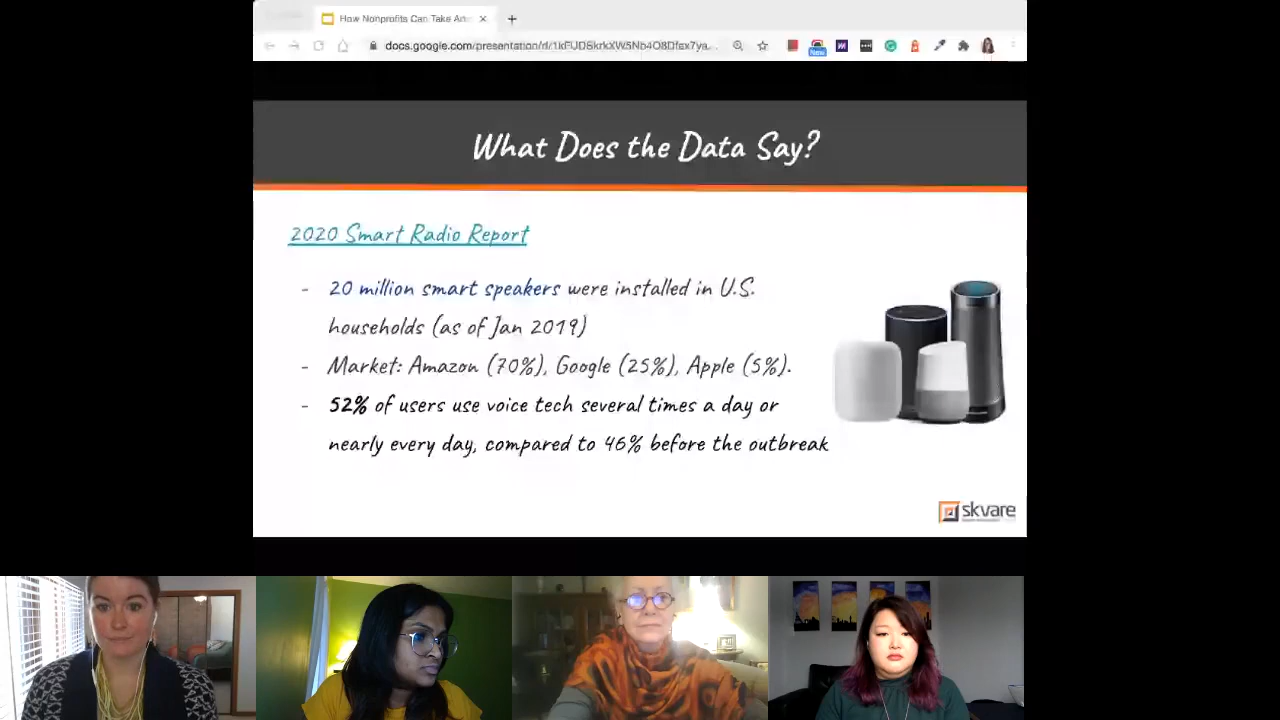 How Nonprofits Can Take Adv
docs.google.com/presentation/d/
New
What Does the Data Say?
2020 Smart Radio Report
- 20 million smart speakers were installed in U.S.
households (as of Jan 2019)
- Market: Amazon (70%), Google (25%), Apple (5%).
- 52% of users use voice tech several times a day or
nearly every day, compared to 46% before the outbreak
skvare